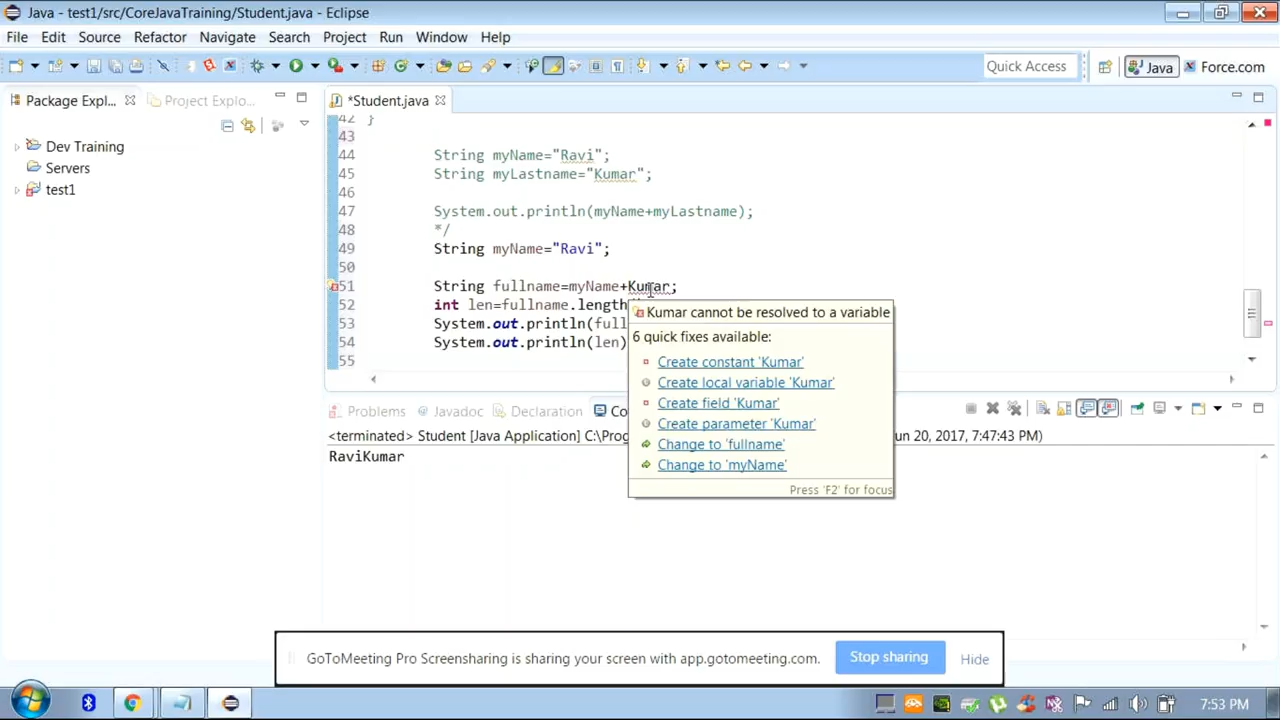 Java - test1/src/CoreJavaTraining/Student.java - Eclipse
File Edit Source Refactor Navigate Search Project Run Window Help
Quick Access Java Force.com
Package Expl... Project Explo... *Student.java
42 }
43
44 String myName="Ravi";
45 String myLastname="Kumar";
46
47 System.out.println(myName+myLastname);
48 */
49 String myName="Ravi";
50
51 String fullname=myName+Kumar;
52 int len=fullname.length(
53 System.out.println(full
54 System.out.println(len)
55
Dev Training
Servers
test1
Kumar cannot be resolved to a variable
6 quick fixes available:
Create constant 'Kumar'
Create local variable 'Kumar'
Create field 'Kumar'
Create parameter 'Kumar'
Change to 'fullname'
Change to 'myName'
Press 'F2' for focus
Problems Javadoc Declaration Co
<terminated> Student [Java Application] C:\Prog un 20, 2017, 7:47:43 PM)
RaviKumar
GoToMeeting Pro Screensharing is sharing your screen with app.gotomeeting.com. Stop sharing Hide
7:53 PM